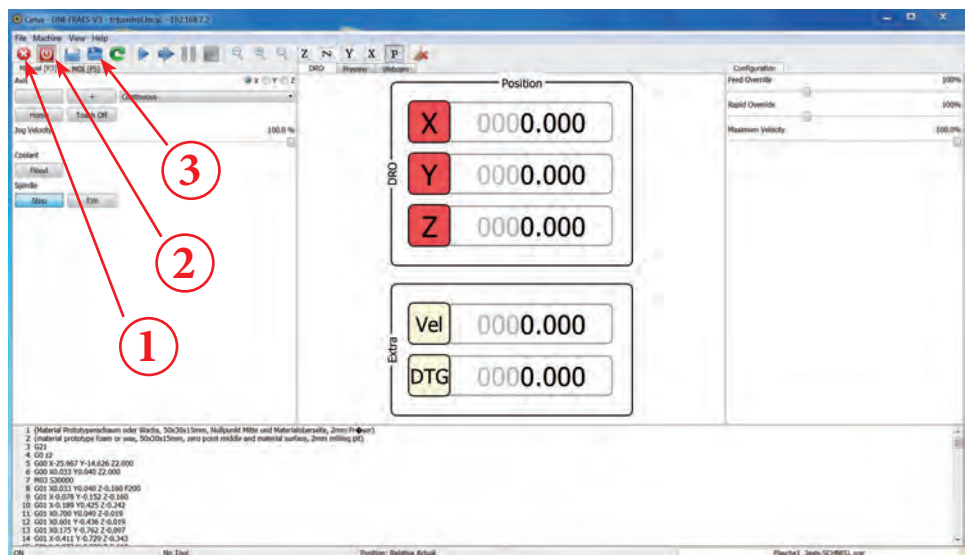 Cetus - UNI-FRAES-V3 - trtcontrol.local. - 192.168.7.2
File Machine View Help
Z N Y X P
Manual [F3] MDI [F5]
DRO Preview Webcam
Configuration
Axis
X Y Z
+ Continuous
Home Touch Off
Jog Velocity 100.0 %
Coolant
Flood
Spindle
Stop CW
Position
DRO
X 0000.000
Y 0000.000
Z 0000.000
Extra
Vel 0000.000
DTG 0000.000
Feed Override 100%
Rapid Override 100%
Maximum Velocity 100.0%
1
2
3
1 (Material Prototypenschaum oder Wachs, 50x30x15mm, Nullpunkt Mitte und Materialoberseite, 2mm Fr�user)
2 (material prototype foam or wax, 50x30x15mm, zero point middle and material surface, 2mm milling pit)
3 G21
4 G0 z2
5 G00 X-25.967 Y-14.626 Z2.000
6 G00 X0.033 Y0.040 Z2.000
7 M03 S30000
8 G01 X0.033 Y0.040 Z-0.160 F200
9 G01 X-0.078 Y-0.152 Z-0.160
10 G01 X-0.189 Y0.425 Z-0.242
11 G01 X0.700 Y0.040 Z-0.019
12 G01 X0.601 Y-0.436 Z-0.019
13 G01 X0.175 Y-0.762 Z-0.097
14 G01 X-0.411 Y-0.729 Z-0.343
ON No Tool Position: Relative Actual